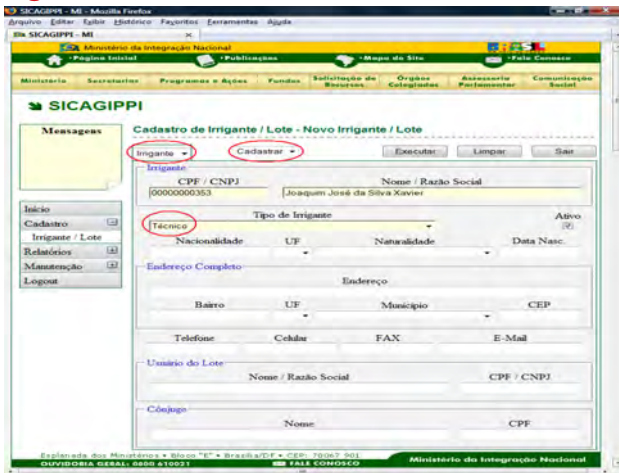 SICAGIPPI - MI - Mozilla Firefox
Arquivo Editar Exibir Histórico Favoritos Ferramentas Ajuda
SICAGIPPI - MI
Ministério da Integração Nacional
BRASIL
Página Inicial Publicações Mapa do Site Fale Conosco
Ministério Secretarias Programas e Ações Fundos Solicitação de Recursos Órgãos Colegiados Assessoria Parlamentar Comunicação Social
SICAGIPPI
Mensagens
Cadastro de Irrigante / Lote - Novo Irrigante / Lote
Irrigante Cadastrar Executar Limpar Sair
Irrigante
CPF / CNPJ Nome / Razão Social
00000000353 Joaquim José da Silva Xavier
Início
Cadastro
Irrigante / Lote
Relatórios
Manutenção
Logout
Tipo de Irrigante Ativo
Técnico
Nacionalidade UF Naturalidade Data Nasc.
Endereço Completo
Endereço
Bairro UF Município CEP
Telefone Celular FAX E-Mail
Usuário do Lote
Nome / Razão Social CPF / CNPJ
Cônjuge
Nome CPF
Esplanada dos Ministérios • Bloco "E" • Brasília/DF • CEP: 70067-901
OUVIDORIA GERAL: 0800 610021 FALE CONOSCO Ministério da Integração Nacional